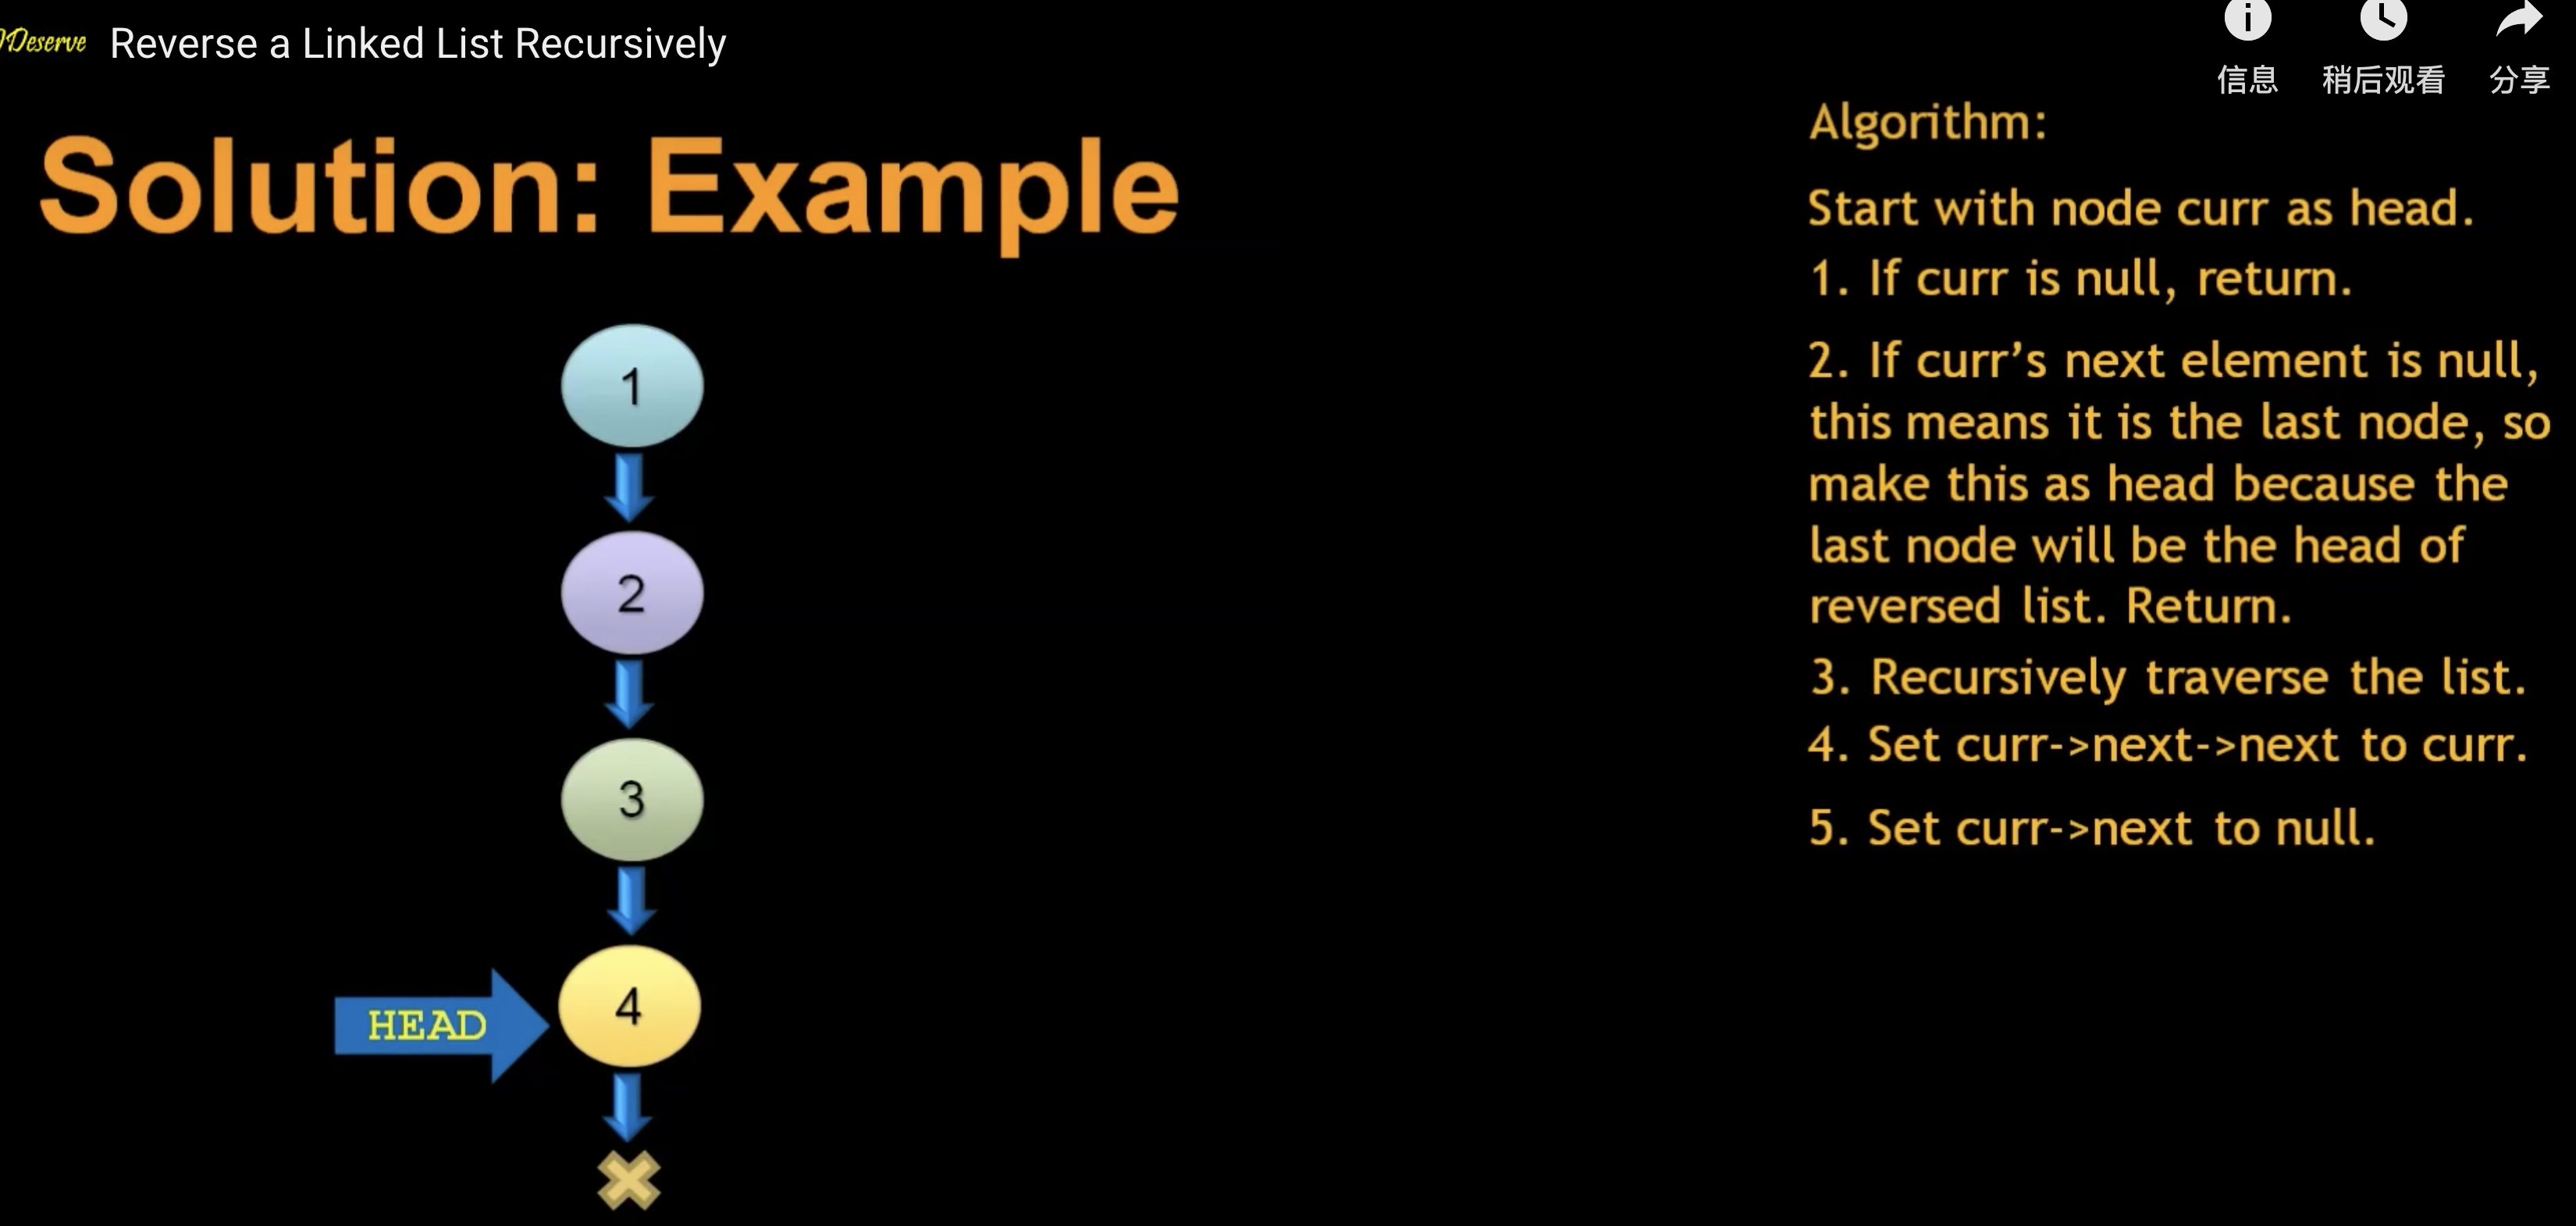 Deserve Reverse a Linked List Recursively
信息 稍后观看 分享
Solution: Example
1
2
3
HEAD 4
Algorithm:
Start with node curr as head.
1. If curr is null, return.
2. If curr’s next element is null,
this means it is the last node, so
make this as head because the
last node will be the head of
reversed list. Return.
3. Recursively traverse the list.
4. Set curr->next->next to curr.
5. Set curr->next to null.